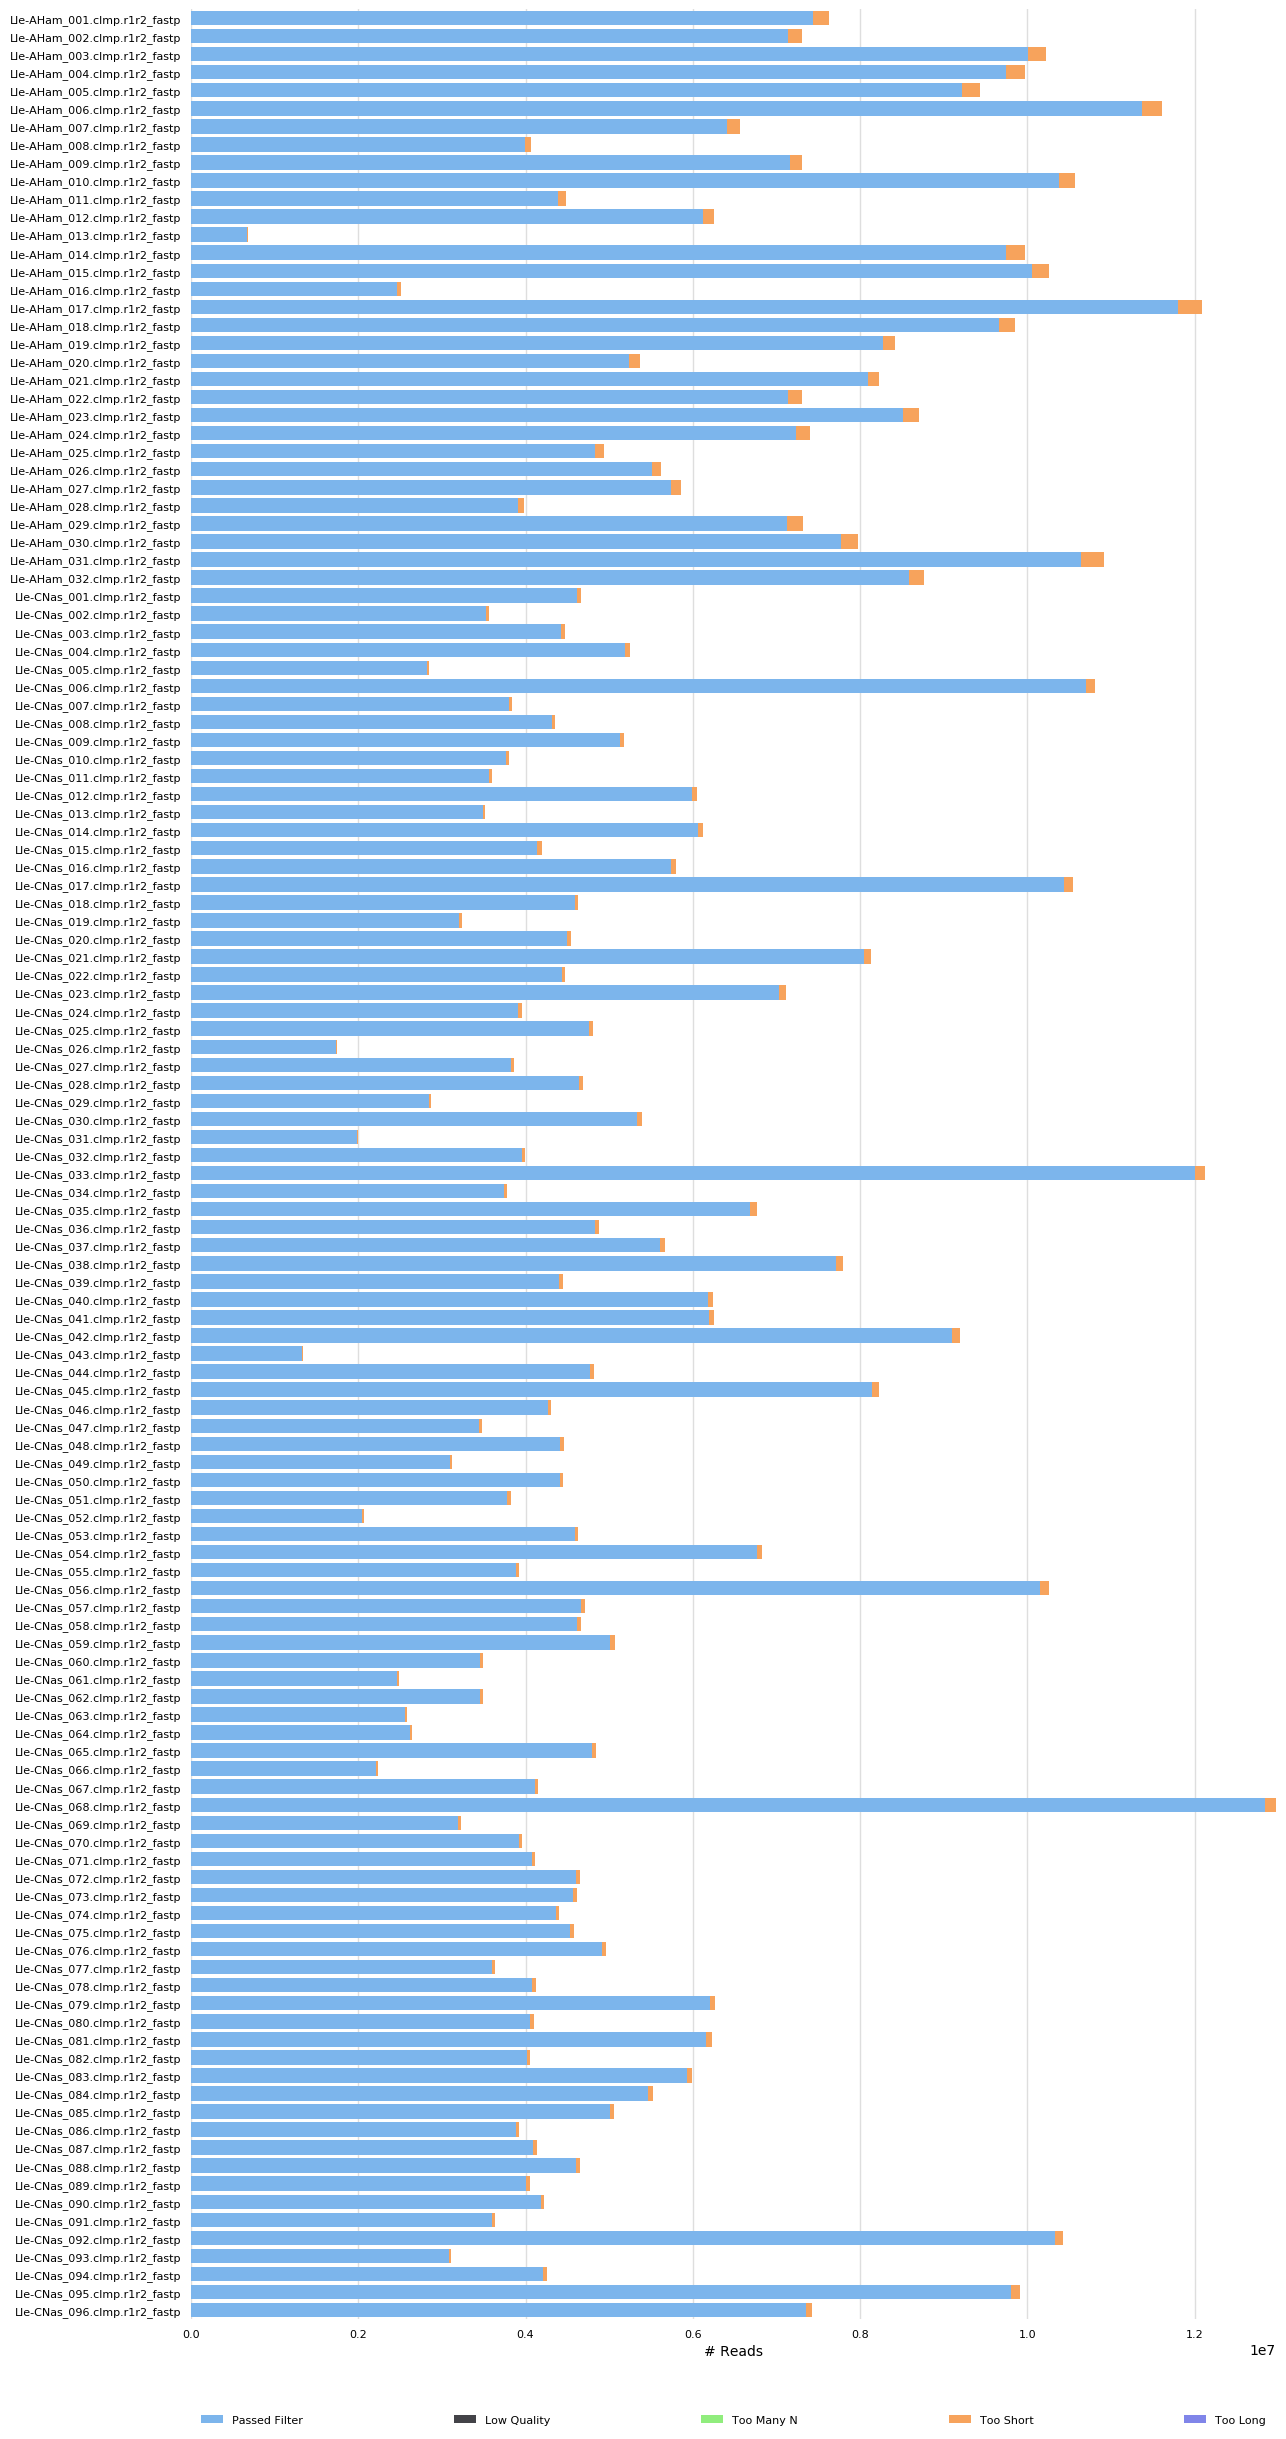 Lle-AHam_001.clmp.r1r2_fastp
Lle-AHam_002.clmp.r1r2_fastp
Lle-AHam_003.clmp.r1r2_fastp
Lle-AHam_004.clmp.r1r2_fastp
Lle-AHam_005.clmp.r1r2_fastp
Lle-AHam_006.clmp.r1r2_fastp
Lle-AHam_007.clmp.r1r2_fastp
Lle-AHam_008.clmp.r1r2_fastp
Lle-AHam_009.clmp.r1r2_fastp
Lle-AHam_010.clmp.r1r2_fastp
Lle-AHam_011.clmp.r1r2_fastp
Lle-AHam_012.clmp.r1r2_fastp
Lle-AHam_013.clmp.r1r2_fastp
Lle-AHam_014.clmp.r1r2_fastp
Lle-AHam_015.clmp.r1r2_fastp
Lle-AHam_016.clmp.r1r2_fastp
Lle-AHam_017.clmp.r1r2_fastp
Lle-AHam_018.clmp.r1r2_fastp
Lle-AHam_019.clmp.r1r2_fastp
Lle-AHam_020.clmp.r1r2_fastp
Lle-AHam_021.clmp.r1r2_fastp
Lle-AHam_022.clmp.r1r2_fastp
Lle-AHam_023.clmp.r1r2_fastp
Lle-AHam_024.clmp.r1r2_fastp
Lle-AHam_025.clmp.r1r2_fastp
Lle-AHam_026.clmp.r1r2_fastp
Lle-AHam_027.clmp.r1r2_fastp
Lle-AHam_028.clmp.r1r2_fastp
Lle-AHam_029.clmp.r1r2_fastp
Lle-AHam_030.clmp.r1r2_fastp
Lle-AHam_031.clmp.r1r2_fastp
Lle-AHam_032.clmp.r1r2_fastp
Lle-CNas_001.clmp.r1r2_fastp
Lle-CNas_002.clmp.r1r2_fastp
Lle-CNas_003.clmp.r1r2_fastp
Lle-CNas_004.clmp.r1r2_fastp
Lle-CNas_005.clmp.r1r2_fastp
Lle-CNas_006.clmp.r1r2_fastp
Lle-CNas_007.clmp.r1r2_fastp
Lle-CNas_008.clmp.r1r2_fastp
Lle-CNas_009.clmp.r1r2_fastp
Lle-CNas_010.clmp.r1r2_fastp
Lle-CNas_011.clmp.r1r2_fastp
Lle-CNas_012.clmp.r1r2_fastp
Lle-CNas_013.clmp.r1r2_fastp
Lle-CNas_014.clmp.r1r2_fastp
Lle-CNas_015.clmp.r1r2_fastp
Lle-CNas_016.clmp.r1r2_fastp
Lle-CNas_017.clmp.r1r2_fastp
Lle-CNas_018.clmp.r1r2_fastp
Lle-CNas_019.clmp.r1r2_fastp
Lle-CNas_020.clmp.r1r2_fastp
Lle-CNas_021.clmp.r1r2_fastp
Lle-CNas_022.clmp.r1r2_fastp
Lle-CNas_023.clmp.r1r2_fastp
Lle-CNas_024.clmp.r1r2_fastp
Lle-CNas_025.clmp.r1r2_fastp
Lle-CNas_026.clmp.r1r2_fastp
Lle-CNas_027.clmp.r1r2_fastp
Lle-CNas_028.clmp.r1r2_fastp
Lle-CNas_029.clmp.r1r2_fastp
Lle-CNas_030.clmp.r1r2_fastp
Lle-CNas_031.clmp.r1r2_fastp
Lle-CNas_032.clmp.r1r2_fastp
Lle-CNas_033.clmp.r1r2_fastp
Lle-CNas_034.clmp.r1r2_fastp
Lle-CNas_035.clmp.r1r2_fastp
Lle-CNas_036.clmp.r1r2_fastp
Lle-CNas_037.clmp.r1r2_fastp
Lle-CNas_038.clmp.r1r2_fastp
Lle-CNas_039.clmp.r1r2_fastp
Lle-CNas_040.clmp.r1r2_fastp
Lle-CNas_041.clmp.r1r2_fastp
Lle-CNas_042.clmp.r1r2_fastp
Lle-CNas_043.clmp.r1r2_fastp
Lle-CNas_044.clmp.r1r2_fastp
Lle-CNas_045.clmp.r1r2_fastp
Lle-CNas_046.clmp.r1r2_fastp
Lle-CNas_047.clmp.r1r2_fastp
Lle-CNas_048.clmp.r1r2_fastp
Lle-CNas_049.clmp.r1r2_fastp
Lle-CNas_050.clmp.r1r2_fastp
Lle-CNas_051.clmp.r1r2_fastp
Lle-CNas_052.clmp.r1r2_fastp
Lle-CNas_053.clmp.r1r2_fastp
Lle-CNas_054.clmp.r1r2_fastp
Lle-CNas_055.clmp.r1r2_fastp
Lle-CNas_056.clmp.r1r2_fastp
Lle-CNas_057.clmp.r1r2_fastp
Lle-CNas_058.clmp.r1r2_fastp
Lle-CNas_059.clmp.r1r2_fastp
Lle-CNas_060.clmp.r1r2_fastp
Lle-CNas_061.clmp.r1r2_fastp
Lle-CNas_062.clmp.r1r2_fastp
Lle-CNas_063.clmp.r1r2_fastp
Lle-CNas_064.clmp.r1r2_fastp
Lle-CNas_065.clmp.r1r2_fastp
Lle-CNas_066.clmp.r1r2_fastp
Lle-CNas_067.clmp.r1r2_fastp
Lle-CNas_068.clmp.r1r2_fastp
Lle-CNas_069.clmp.r1r2_fastp
Lle-CNas_070.clmp.r1r2_fastp
Lle-CNas_071.clmp.r1r2_fastp
Lle-CNas_072.clmp.r1r2_fastp
Lle-CNas_073.clmp.r1r2_fastp
Lle-CNas_074.clmp.r1r2_fastp
Lle-CNas_075.clmp.r1r2_fastp
Lle-CNas_076.clmp.r1r2_fastp
Lle-CNas_077.clmp.r1r2_fastp
Lle-CNas_078.clmp.r1r2_fastp
Lle-CNas_079.clmp.r1r2_fastp
Lle-CNas_080.clmp.r1r2_fastp
Lle-CNas_081.clmp.r1r2_fastp
Lle-CNas_082.clmp.r1r2_fastp
Lle-CNas_083.clmp.r1r2_fastp
Lle-CNas_084.clmp.r1r2_fastp
Lle-CNas_085.clmp.r1r2_fastp
Lle-CNas_086.clmp.r1r2_fastp
Lle-CNas_087.clmp.r1r2_fastp
Lle-CNas_088.clmp.r1r2_fastp
Lle-CNas_089.clmp.r1r2_fastp
Lle-CNas_090.clmp.r1r2_fastp
Lle-CNas_091.clmp.r1r2_fastp
Lle-CNas_092.clmp.r1r2_fastp
Lle-CNas_093.clmp.r1r2_fastp
Lle-CNas_094.clmp.r1r2_fastp
Lle-CNas_095.clmp.r1r2_fastp
Lle-CNas_096.clmp.r1r2_fastp
0.0 0.2 0.4 0.6 0.8 1.0 1.2
# Reads 1e7
Passed Filter Low Quality Too Many N Too Short Too Long